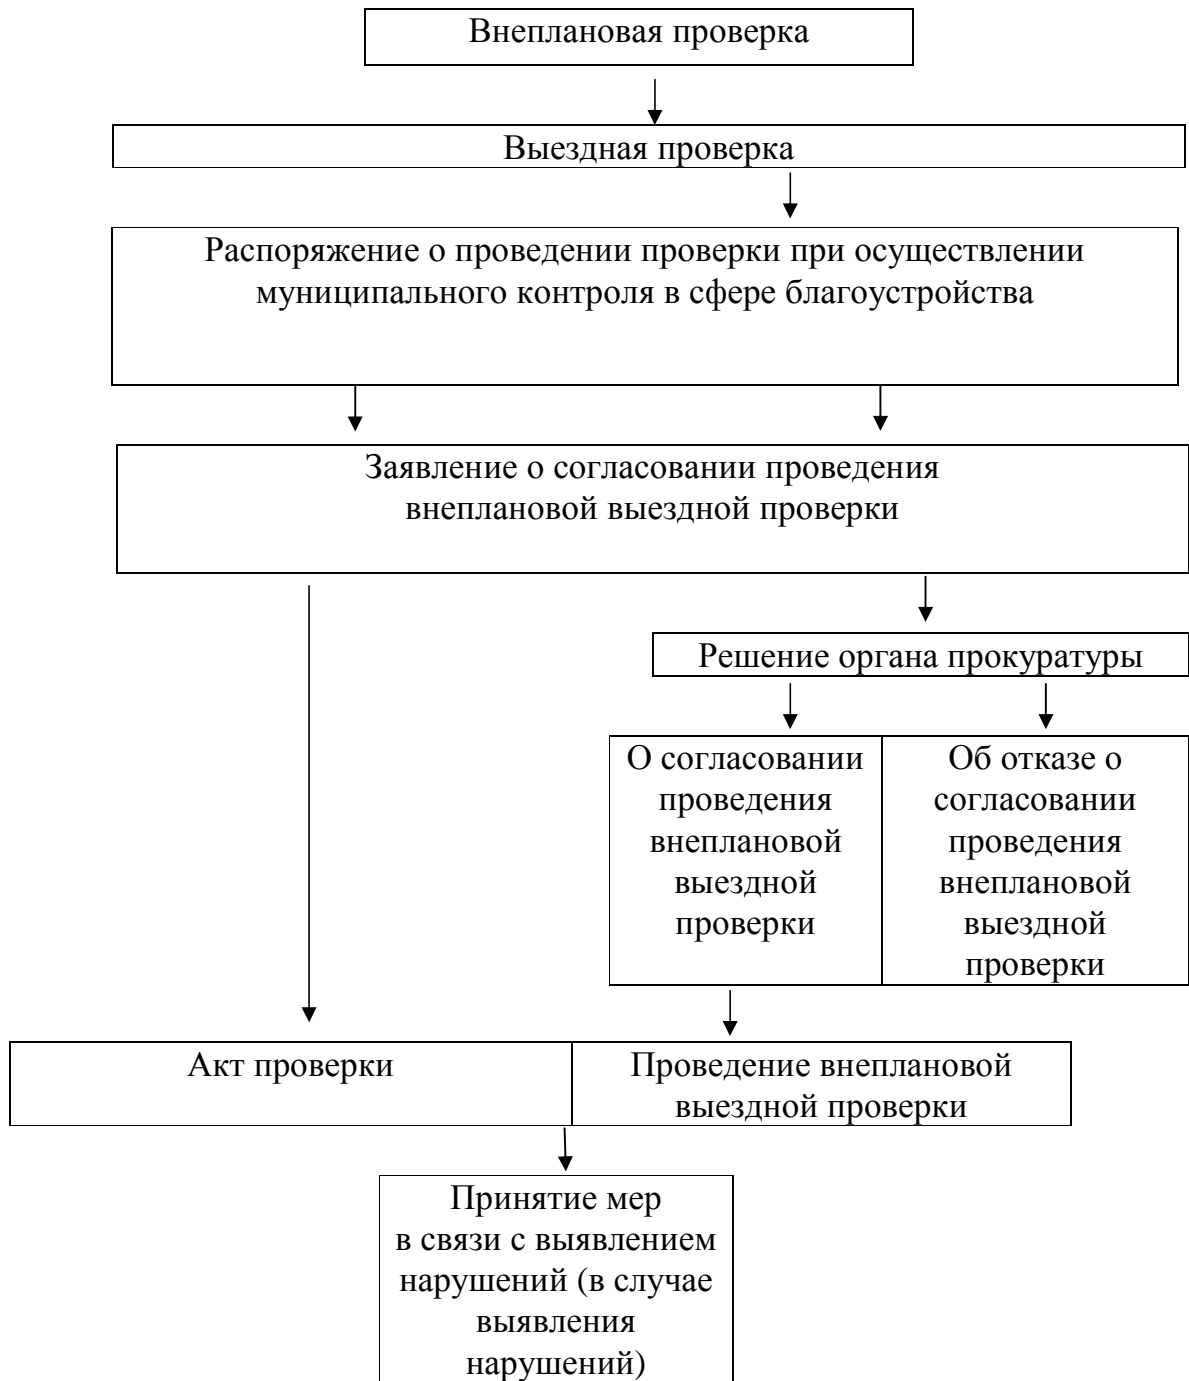 Внеплановая проверка
Выездная проверка
Распоряжение о проведении проверки при осуществлении
муниципального контроля в сфере благоустройства
Заявление о согласовании проведения
внеплановой выездной проверки
Решение органа прокуратуры
О согласовании
проведения
внеплановой
выездной
проверки
Об отказе о
согласовании
проведения
внеплановой
выездной
проверки
Акт проверки
Проведение внеплановой
выездной проверки
Принятие мер
в связи с выявлением
нарушений (в случае
выявления
нарушений)